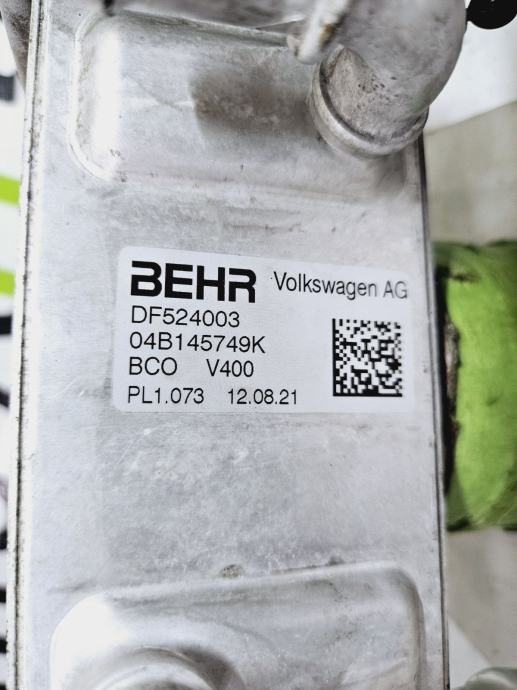 BEHR Volkswagen AG
DF524003
04B145749K
BCO V400
PL1.073 12.08.21